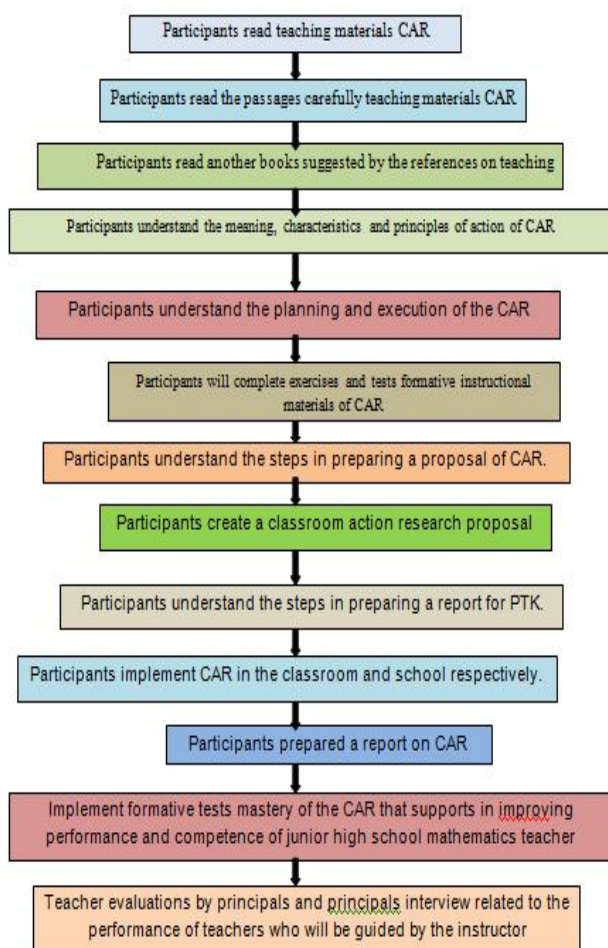 Participants read teaching materials CAR
Participants read the passages carefully teaching materials CAR
Participants read another books suggested by the references on teaching
Participants understand the meaning, characteristics and principles of action of CAR
Participants understand the planning and execution of the CAR
Participants will complete exercises and tests formative instructional
materials of CAR
Participants understand the steps in preparing a proposal of CAR.
Participants create a classroom action research proposal
Participants understand the steps in preparing a report for PTK.
Participants implement CAR in the classroom and school respectively.
Participants prepared a report on CAR
Implement formative tests mastery of the CAR that supports in improving
performance and competence of junior high school mathematics teacher
Teacher evaluations by principals and principals interview related to the
performance of teachers who will be guided by the instructor